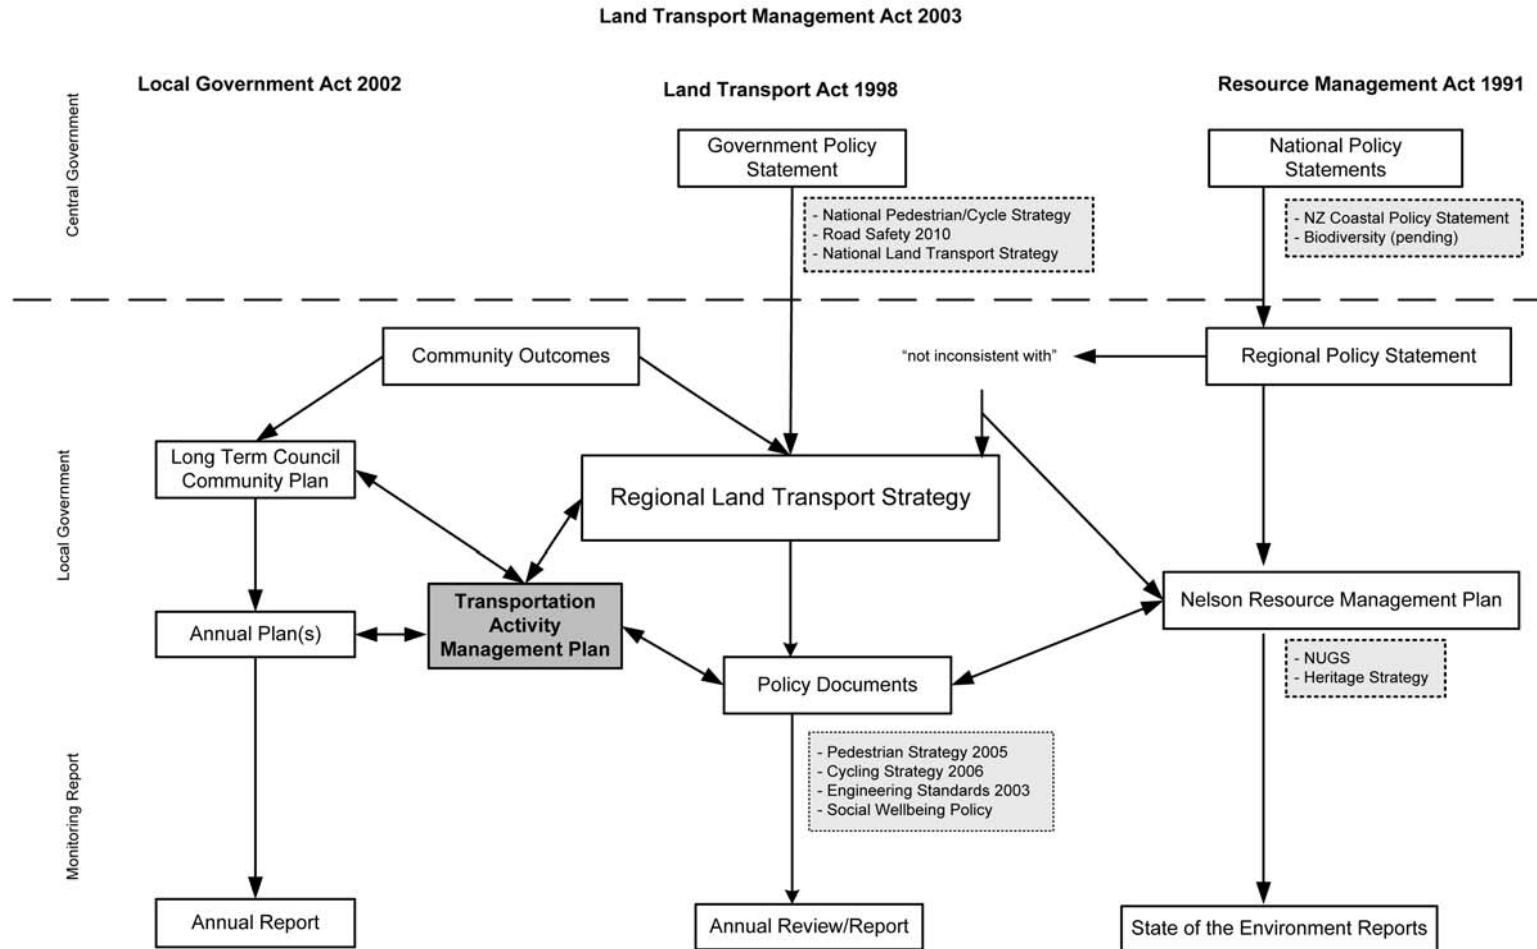 Land Transport Management Act 2003
Local Government Act 2002
Land Transport Act 1998
Resource Management Act 1991
Central Government
Government Policy
Statement
National Policy
Statements
- National Pedestrian/Cycle Strategy
- Road Safety 2010
- National Land Transport Strategy
- NZ Coastal Policy Statement
- Biodiversity (pending)
Local Government
Community Outcomes
“not inconsistent with”
Regional Policy Statement
Long Term Council
Community Plan
Regional Land Transport Strategy
Transportation
Activity
Management Plan
Nelson Resource Management Plan
Annual Plan(s)
- NUGS
- Heritage Strategy
Policy Documents
Monitoring Report
- Pedestrian Strategy 2005
- Cycling Strategy 2006
- Engineering Standards 2003
- Social Wellbeing Policy
Annual Report
Annual Review/Report
State of the Environment Reports